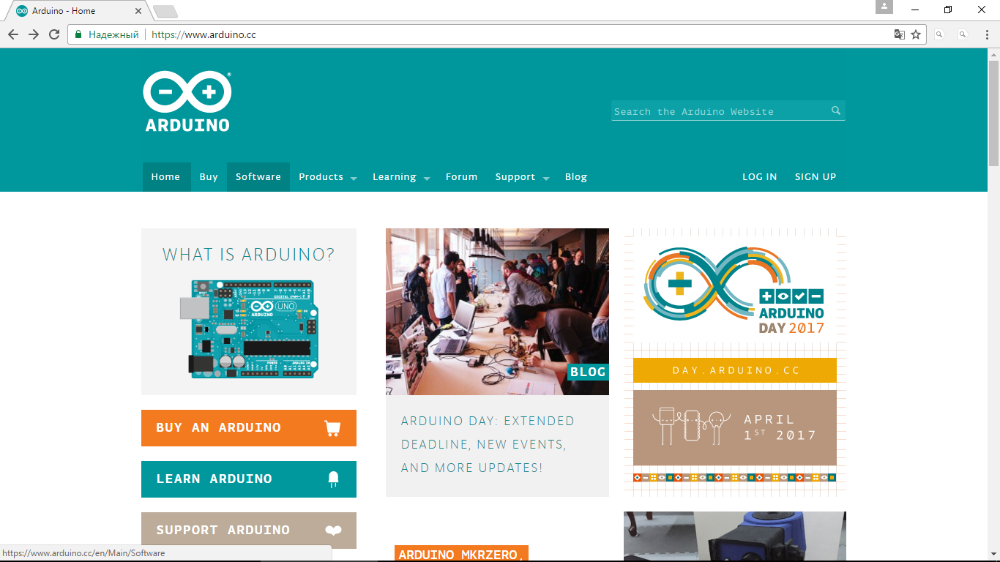 Arduino - Home
Надежный
https://www.arduino.cc
ARDUINO
Search the Arduino Website
Home
Buy
Software
Products
Learning
Forum
Support
Blog
LOG IN
SIGN UP
WHAT IS ARDUINO?
UNO
ARDUINO
BUY AN ARDUINO
LEARN ARDUINO
SUPPORT ARDUINO
BLOG
ARDUINO DAY: EXTENDED
DEADLINE, NEW EVENTS,
AND MORE UPDATES!
ARDUINO MKRZERO,
ARDUINO
DAY 2017
DAY.ARDUINO.CC
APRIL
1ST 2017
https://www.arduino.cc/en/Main/Software